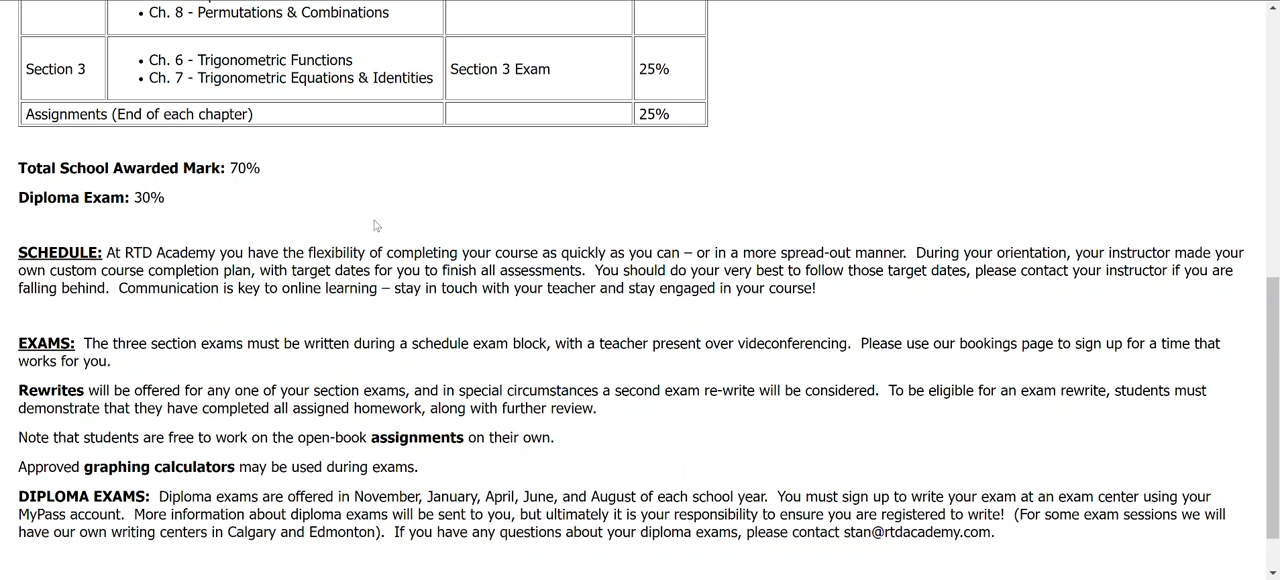 • Ch. 8 - Permutations & Combinations
Section 3
• Ch. 6 - Trigonometric Functions
• Ch. 7 - Trigonometric Equations & Identities
Section 3 Exam
25%
Assignments (End of each chapter)
25%
Total School Awarded Mark: 70%
Diploma Exam: 30%
SCHEDULE: At RTD Academy you have the flexibility of completing your course as quickly as you can – or in a more spread-out manner. During your orientation, your instructor made your
own custom course completion plan, with target dates for you to finish all assessments. You should do your very best to follow those target dates, please contact your instructor if you are
falling behind. Communication is key to online learning – stay in touch with your teacher and stay engaged in your course!
EXAMS: The three section exams must be written during a schedule exam block, with a teacher present over videoconferencing. Please use our bookings page to sign up for a time that
works for you.
Rewrites will be offered for any one of your section exams, and in special circumstances a second exam re-write will be considered. To be eligible for an exam rewrite, students must
demonstrate that they have completed all assigned homework, along with further review.
Note that students are free to work on the open-book assignments on their own.
Approved graphing calculators may be used during exams.
DIPLOMA EXAMS: Diploma exams are offered in November, January, April, June, and August of each school year. You must sign up to write your exam at an exam center using your
MyPass account. More information about diploma exams will be sent to you, but ultimately it is your responsibility to ensure you are registered to write! (For some exam sessions we will
have our own writing centers in Calgary and Edmonton). If you have any questions about your diploma exams, please contact stan@rtdacademy.com.